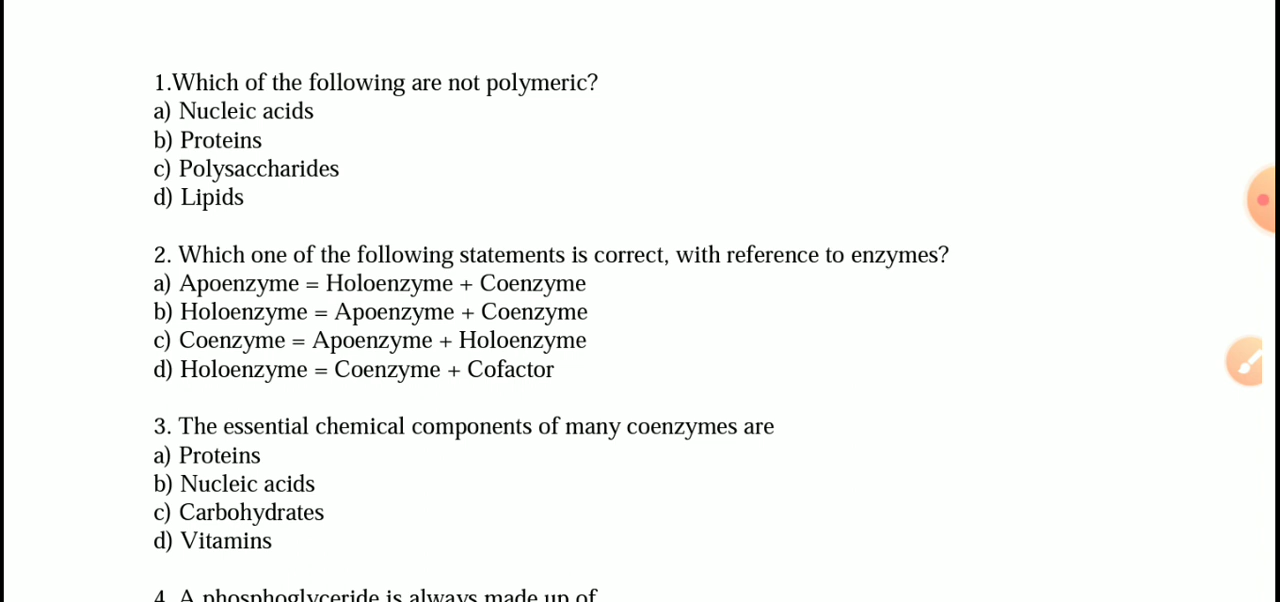 1.Which of the following are not polymeric?
a) Nucleic acids
b) Proteins
c) Polysaccharides
d) Lipids
2. Which one of the following statements is correct, with reference to enzymes?
a) Apoenzyme = Holoenzyme + Coenzyme
b) Holoenzyme = Apoenzyme + Coenzyme
c) Coenzyme = Apoenzyme + Holoenzyme
d) Holoenzyme = Coenzyme + Cofactor
3. The essential chemical components of many coenzymes are
a) Proteins
b) Nucleic acids
c) Carbohydrates
d) Vitamins
4. A phosphoglyceride is always made up of